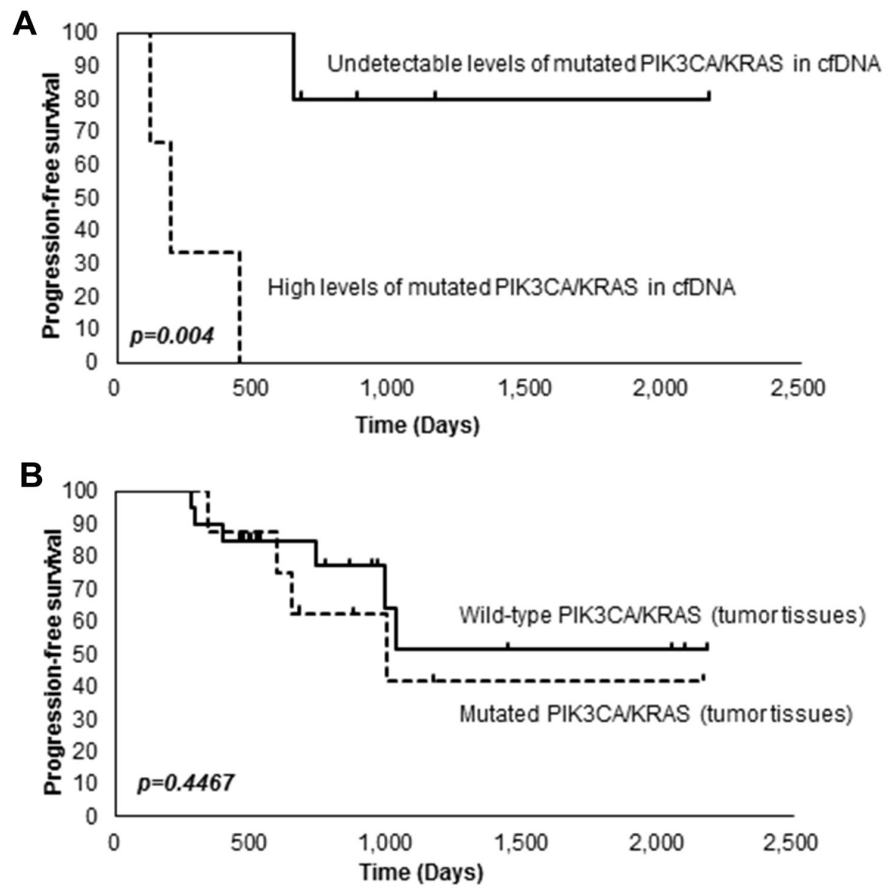 A
Progression-free survival
100
90
80
70
60
50
40
30
20
10
0
Undetectable levels of mutated PIK3CA/KRAS in cfDNA
High levels of mutated PIK3CA/KRAS in cfDNA
p=0.004
0 500 1,000 1,500 2,000 2,500
Time (Days)
B
Progression-free survival
100
90
80
70
60
50
40
30
20
10
0
Wild-type PIK3CA/KRAS (tumor tissues)
Mutated PIK3CA/KRAS (tumor tissues)
p=0.4467
0 500 1,000 1,500 2,000 2,500
Time (Days)